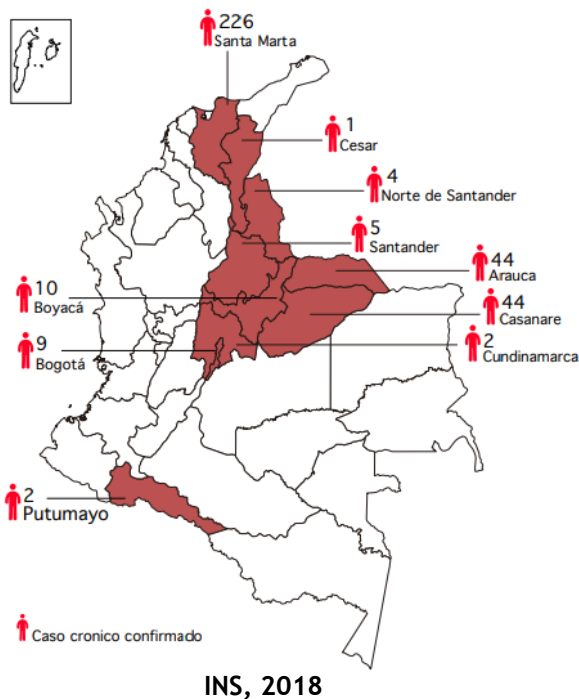 226
Santa Marta
1
Cesar
4
Norte de Santander
5
Santander
44
Arauca
10
Boyacá
44
Casanare
9
Bogotá
2
Cundinamarca
2
Putumayo
Caso cronico confirmado
INS, 2018